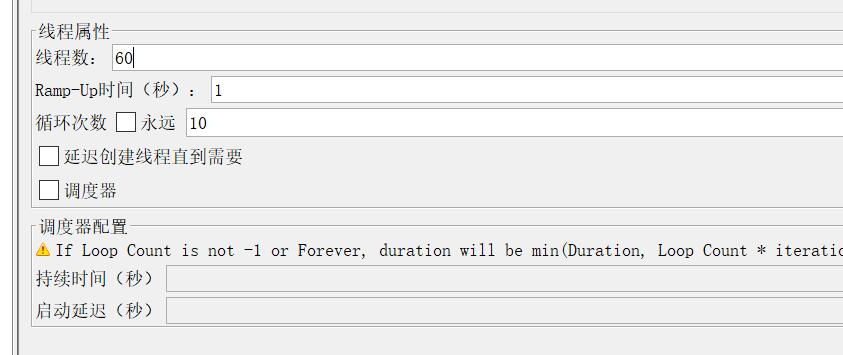 线程属性
线程数： 60
Ramp-Up时间（秒）： 1
循环次数 永远 10
延迟创建线程直到需要
调度器
调度器配置
If Loop Count is not -1 or Forever, duration will be min(Duration, Loop Count * iteratio
持续时间（秒）
启动延迟（秒）